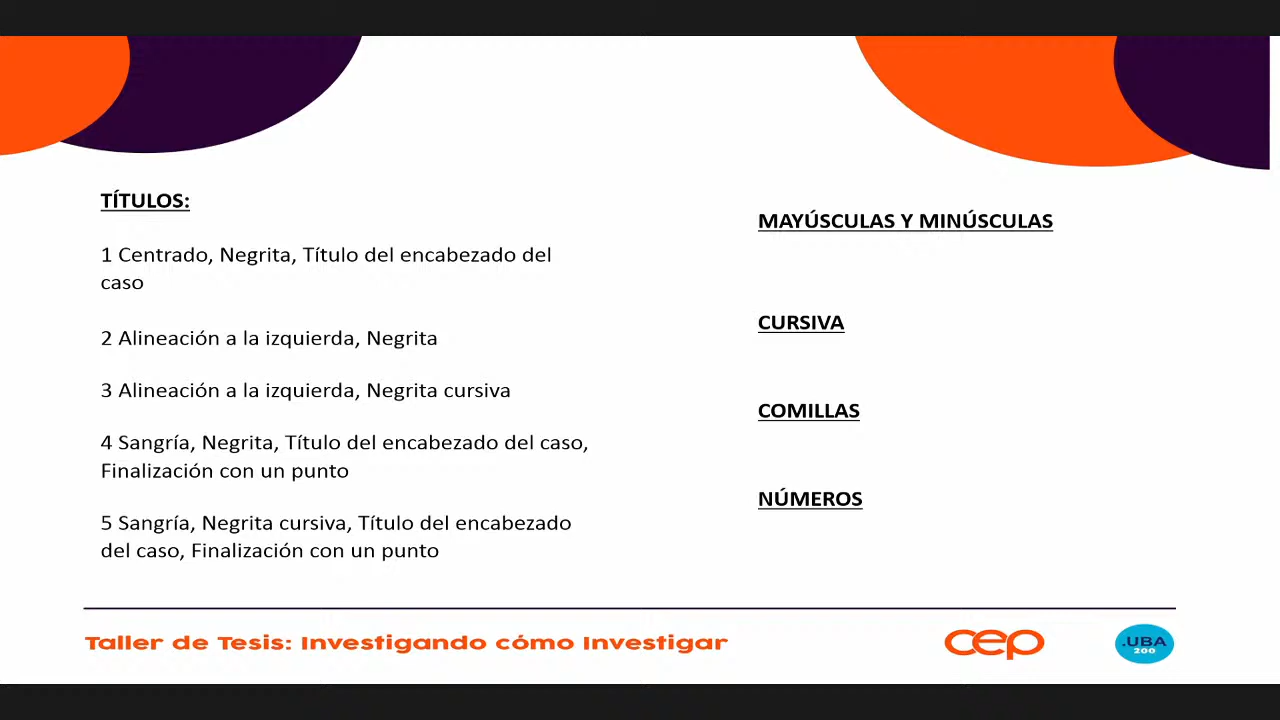 TÍTULOS:
1 Centrado, Negrita, Título del encabezado del
caso
2 Alineación a la izquierda, Negrita
3 Alineación a la izquierda, Negrita cursiva
4 Sangría, Negrita, Título del encabezado del caso,
Finalización con un punto
5 Sangría, Negrita cursiva, Título del encabezado
del caso, Finalización con un punto
MAYÚSCULAS Y MINÚSCULAS
CURSIVA
COMILLAS
NÚMEROS
Taller de Tesis: Investigando cómo Investigar
cep
.UBA
200